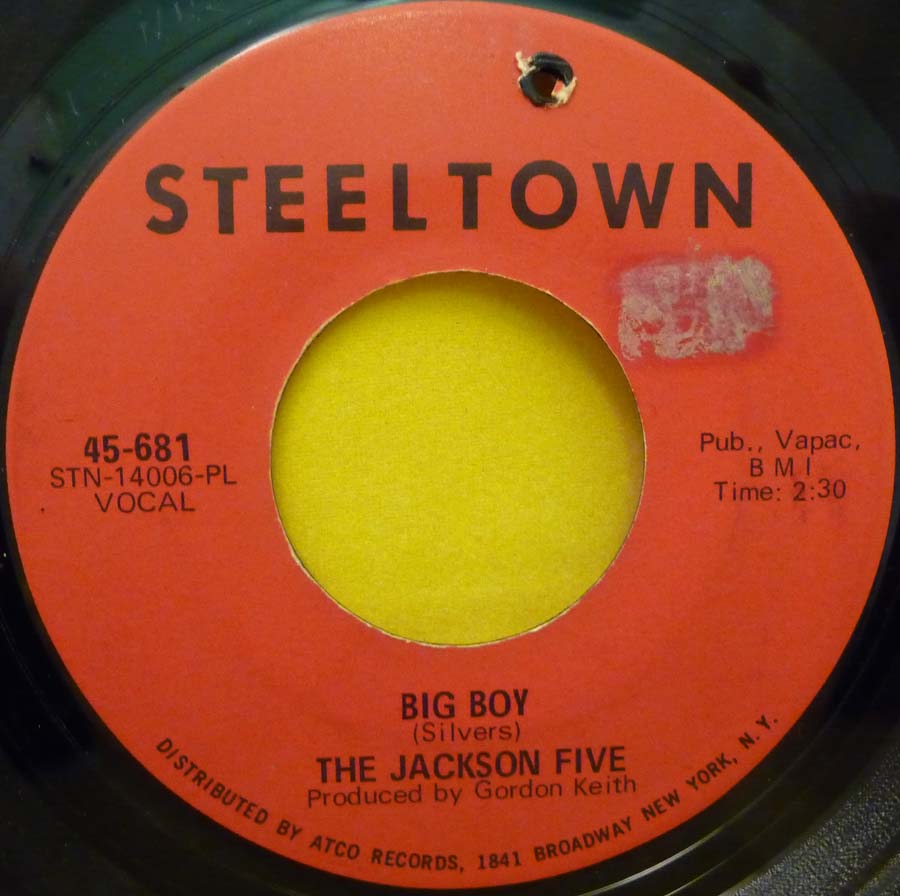 STEELTOWN
45-681
STN-14006-PL
VOCAL
Pub., Vapac,
B M I
Time: 2:30
BIG BOY
(Silvers)
THE JACKSON FIVE
Produced by Gordon Keith
DISTRIBUTED BY ATCO RECORDS, 1841 BROADWAY NEW YORK, N.Y.